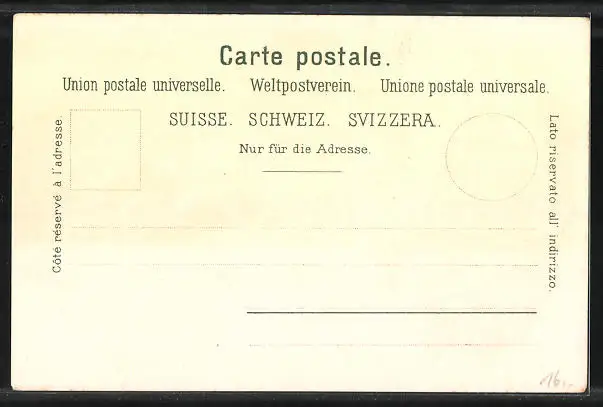 Carte postale.
Union postale universelle. Weltpostverein. Unione postale universale.
SUISSE. SCHWEIZ. SVIZZERA.
Nur für die Adresse.
Côté réservé à l'adresse.
Lato riservato all' indirizzo.
16.-